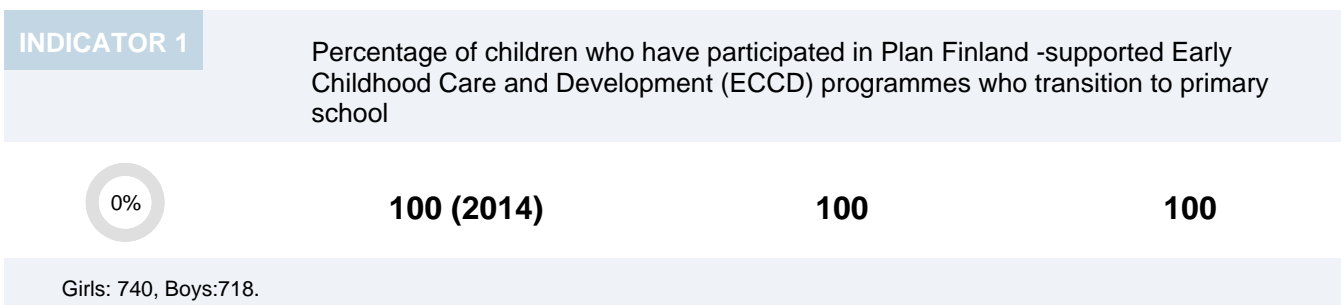 INDICATOR 1
Percentage of children who have participated in Plan Finland -supported Early
Childhood Care and Development (ECCD) programmes who transition to primary
school
0% 100 (2014) 100 100
Girls: 740, Boys:718.